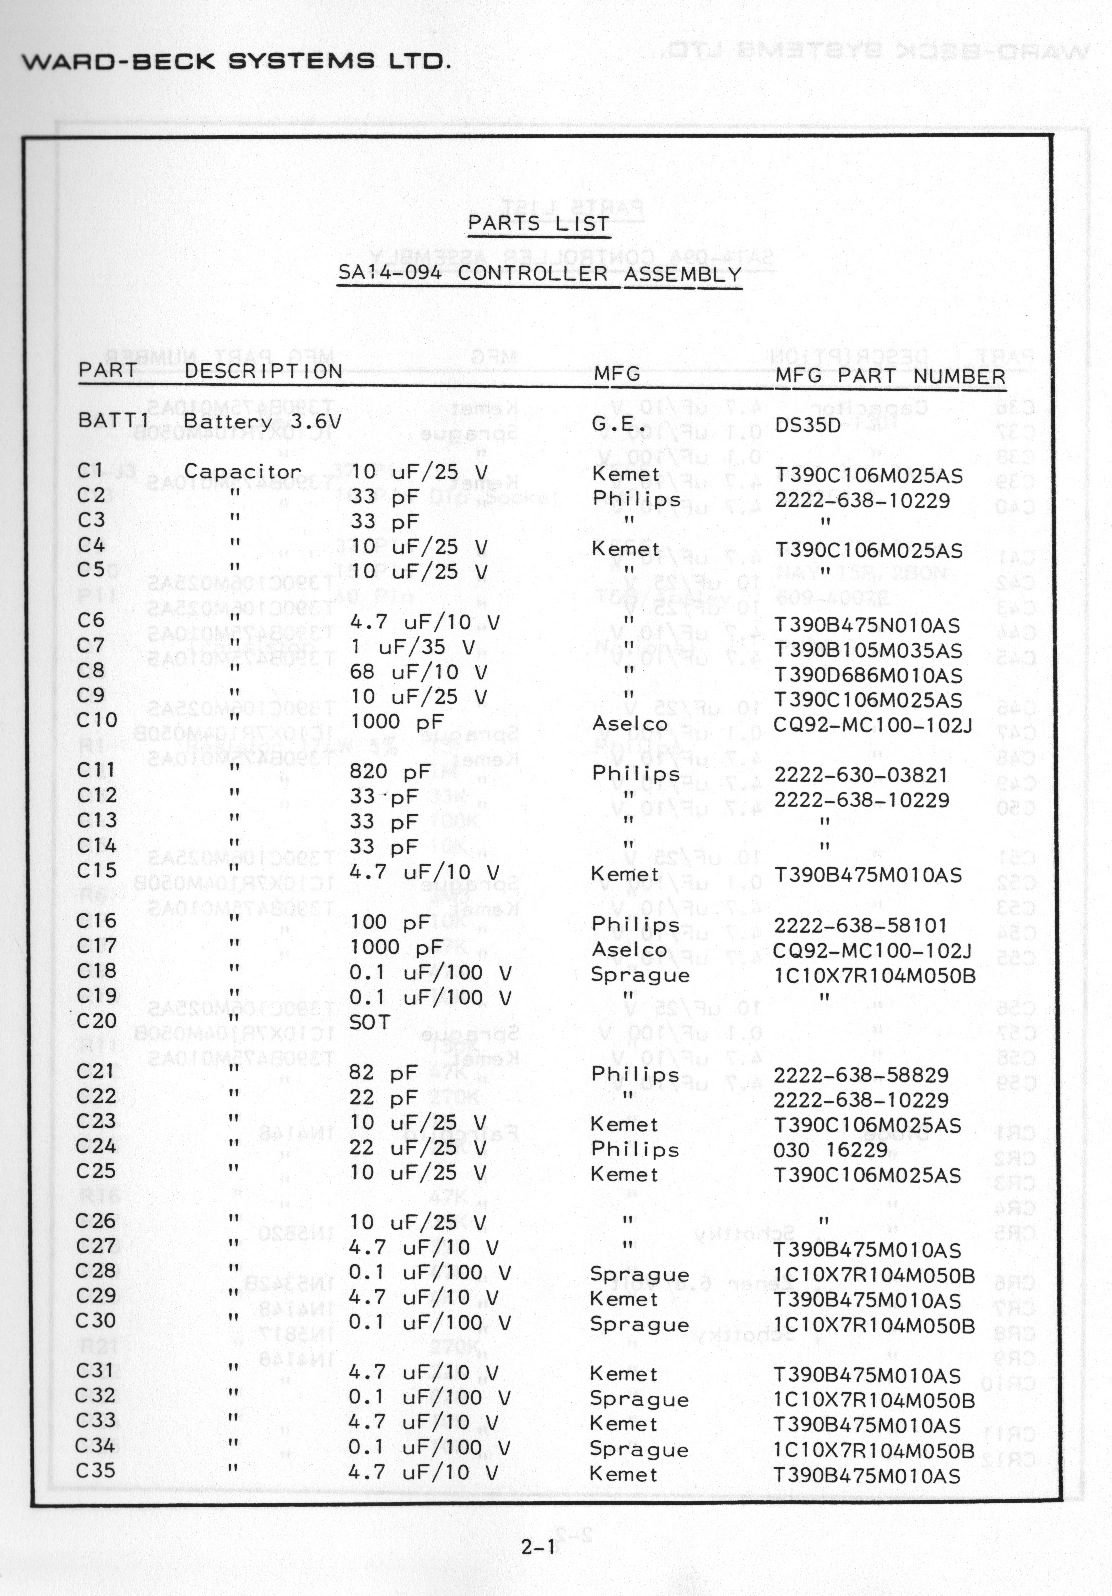 WARD-BECK SYSTEMS LTD.
PARTS LIST
SA14-094 CONTROLLER ASSEMBLY
PART DESCRIPTION MFG MFG PART NUMBER
BATT1 Battery 3.6V G.E. DS35D
C1 Capacitor 10 uF/25 V Kemet T390C106M025AS
C2 " 33 pF Philips 2222-638-10229
C3 " 33 pF " "
C4 " 10 uF/25 V Kemet T390C106M025AS
C5 " 10 uF/25 V " "
C6 " 4.7 uF/10 V " T390B475N010AS
C7 " 1 uF/35 V " T390B105M035AS
C8 " 68 uF/10 V " T390D686M010AS
C9 " 10 uF/25 V " T390C106M025AS
C10 " 1000 pF Aselco CQ92-MC100-102J
C11 " 820 pF Philips 2222-630-03821
C12 " 33 pF " 2222-638-10229
C13 " 33 pF " "
C14 " 33 pF " "
C15 " 4.7 uF/10 V Kemet T390B475M010AS
C16 " 100 pF Philips 2222-638-58101
C17 " 1000 pF Aselco CQ92-MC100-102J
C18 " 0.1 uF/100 V Sprague 1C10X7R104M050B
C19 " 0.1 uF/100 V " "
C20 " SOT
C21 " 82 pF Philips 2222-638-58829
C22 " 22 pF " 2222-638-10229
C23 " 10 uF/25 V Kemet T390C106M025AS
C24 " 22 uF/25 V Philips 030 16229
C25 " 10 uF/25 V Kemet T390C106M025AS
C26 " 10 uF/25 V " "
C27 " 4.7 uF/10 V " T390B475M010AS
C28 " 0.1 uF/100 V Sprague 1C10X7R104M050B
C29 " 4.7 uF/10 V Kemet T390B475M010AS
C30 " 0.1 uF/100 V Sprague 1C10X7R104M050B
C31 " 4.7 uF/10 V Kemet T390B475M010AS
C32 " 0.1 uF/100 V Sprague 1C10X7R104M050B
C33 " 4.7 uF/10 V Kemet T390B475M010AS
C34 " 0.1 uF/100 V Sprague 1C10X7R104M050B
C35 " 4.7 uF/10 V Kemet T390B475M010AS
2-1